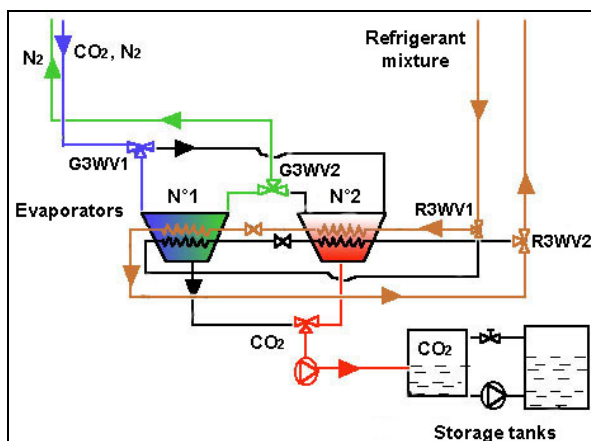 N2
CO2, N2
Refrigerant
mixture
G3WV1
G3WV2
N°1
N°2
Evaporators
R3WV1
R3WV2
CO2
CO2
Storage tanks